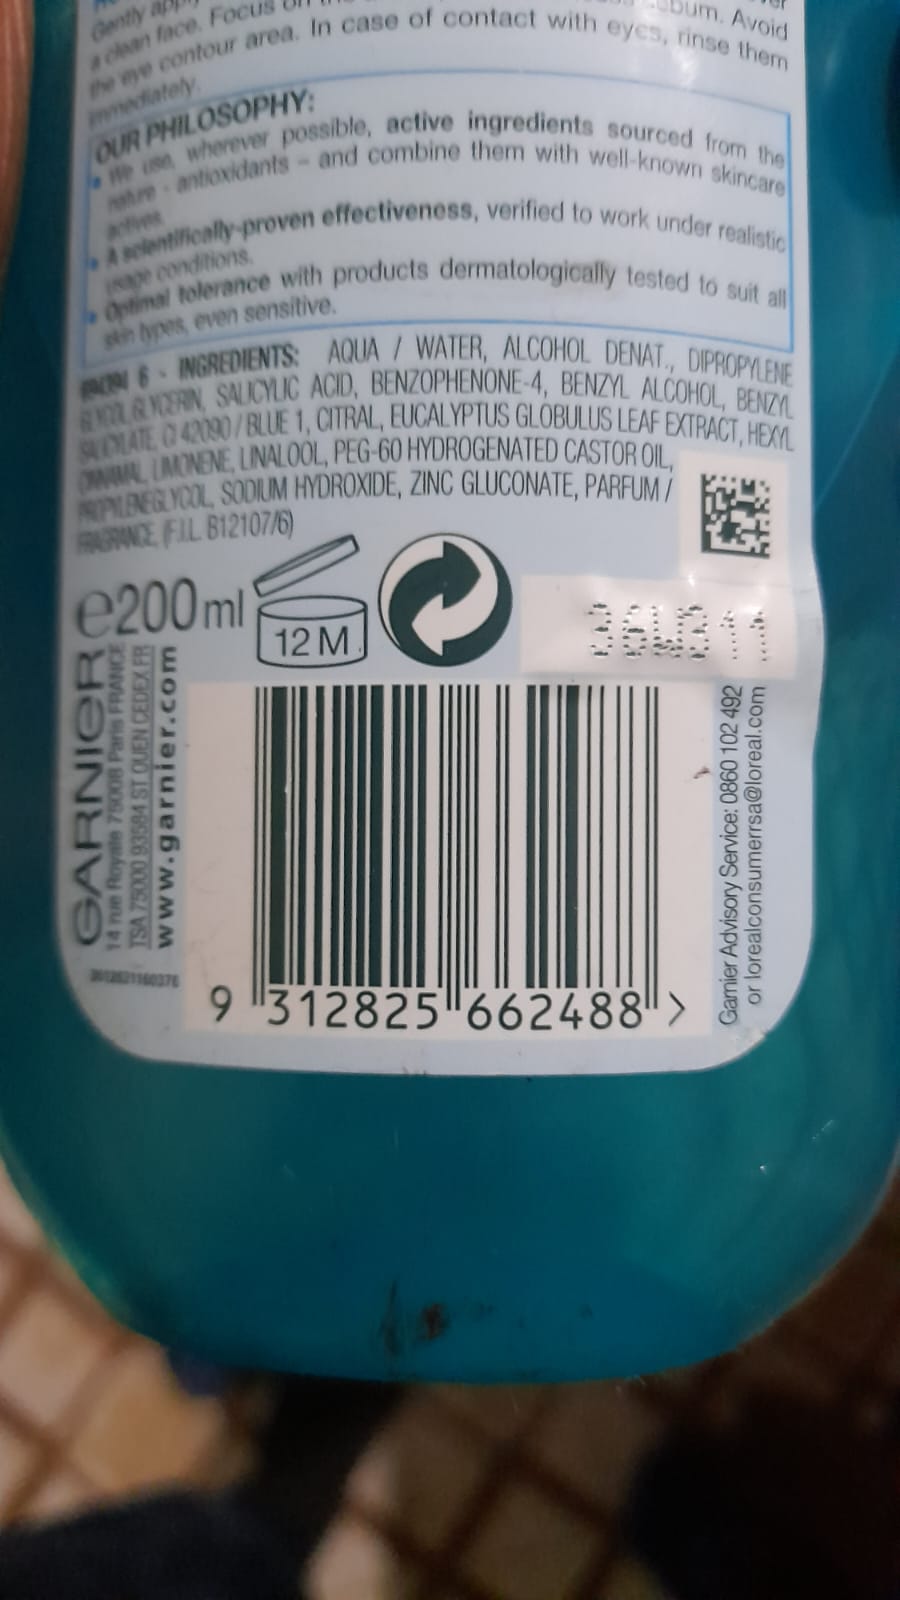 Gently
sebum. Avoid
a clean face. Focus on the
the eye contour area. In case of contact with eyes, rinse them
immediately.
OUR PHILOSOPHY:
• We use, wherever possible, active ingredients sourced from the
nature - antioxidants – and combine them with well-known skincare
actives.
• A scientifically-proven effectiveness, verified to work under realistic
usage conditions.
• Optimal tolerance with products dermatologically tested to suit all
skin types, even sensitive.
6 - INGREDIENTS: AQUA / WATER, ALCOHOL DENAT., DIPROPYLENE
GLYCOL, GLYCERIN, SALICYLIC ACID, BENZOPHENONE-4, BENZYL ALCOHOL, BENZYL
SALICYLATE, CI 42090 / BLUE 1, CITRAL, EUCALYPTUS GLOBULUS LEAF EXTRACT, HEXYL
CINNAMAL, LIMONENE, LINALOOL, PEG-60 HYDROGENATED CASTOR OIL,
PROPYLENE GLYCOL, SODIUM HYDROXIDE, ZINC GLUCONATE, PARFUM /
FRAGRANCE, (F.I.L. B12107/6)
e200 ml
12 M
36W311
GARNIER
14 rue Royale 75008 Paris FRANCE
TSA 75000 93584 ST OUEN CEDEX FR
www.garnier.com
Garnier Advisory Service: 0860 102 492
or lorealconsumerrsa@loreal.com
9 312825 662488 >